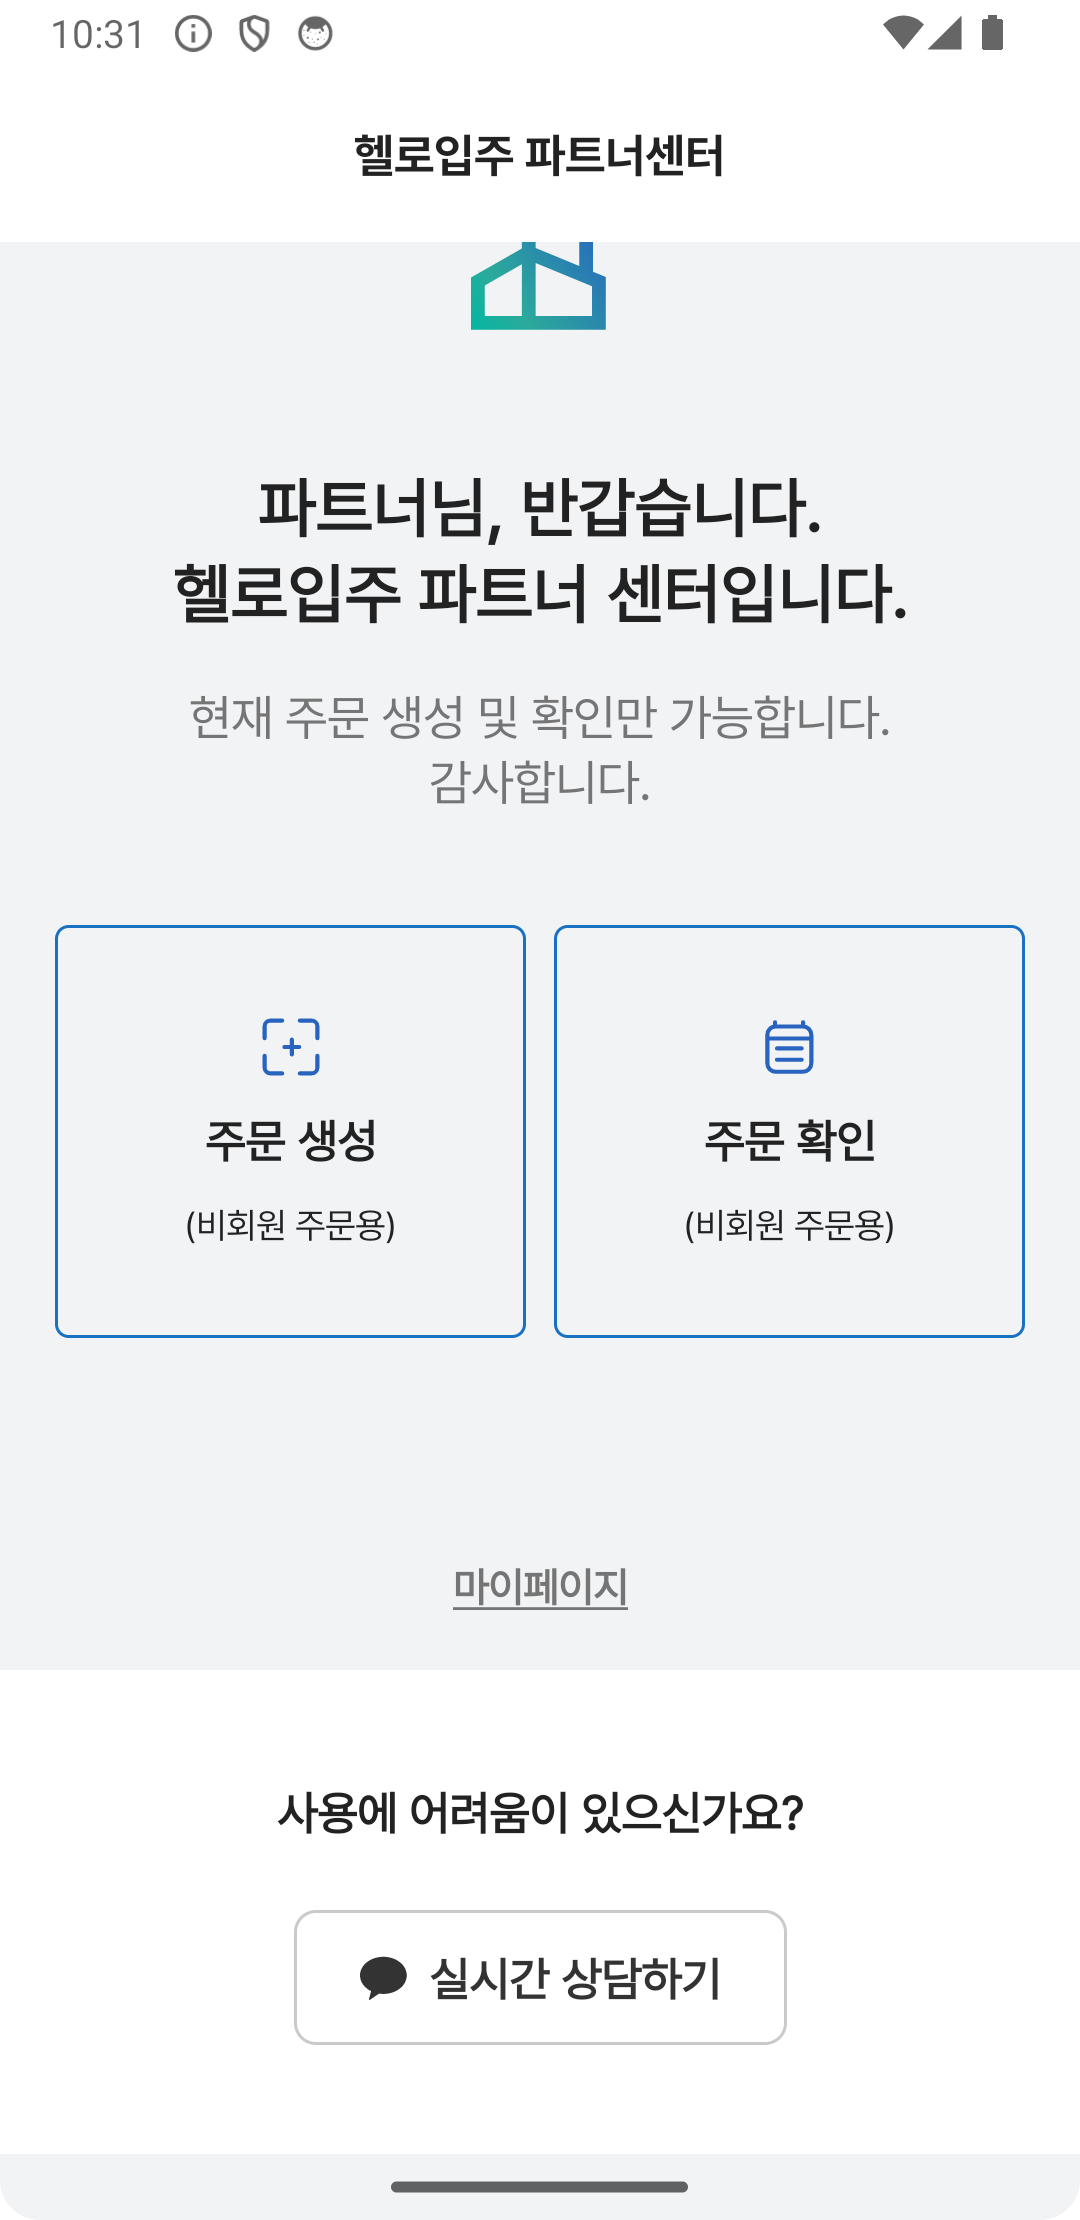 10:31
헬로입주 파트너센터
파트너님, 반갑습니다.
헬로입주 파트너 센터입니다.
현재 주문 생성 및 확인만 가능합니다.
감사합니다.
주문 생성
(비회원 주문용)
주문 확인
(비회원 주문용)
마이페이지
사용에 어려움이 있으신가요?
실시간 상담하기